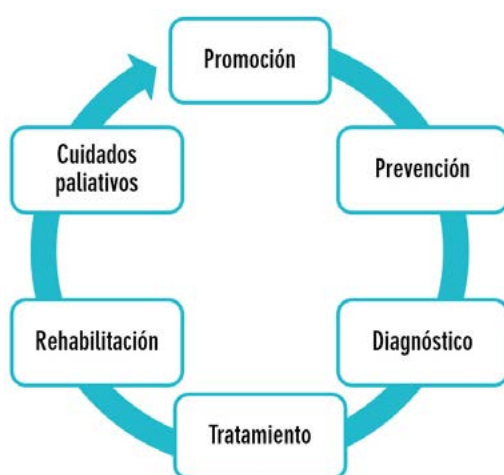 Promoción
Prevención
Diagnóstico
Tratamiento
Rehabilitación
Cuidados
paliativos